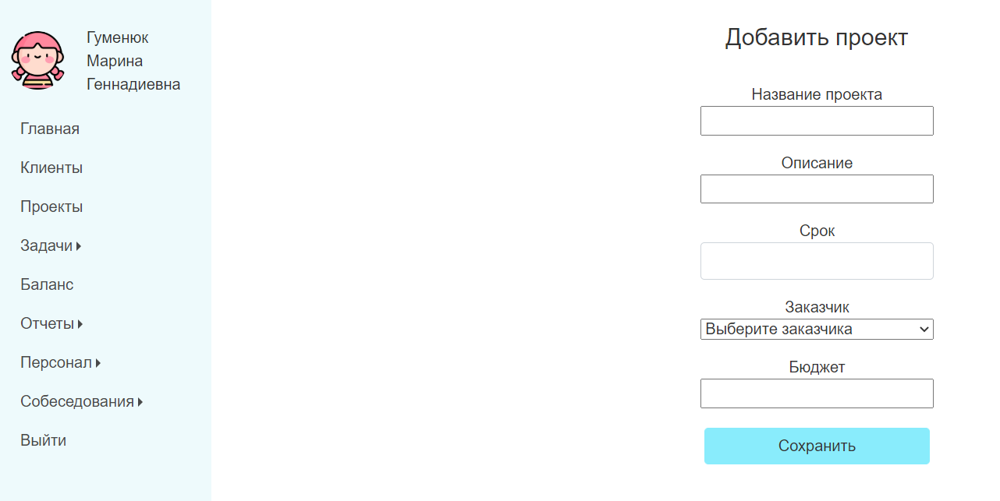 Гуменюк
Марина
Геннадиевна
Главная
Клиенты
Проекты
Задачи
Баланс
Отчеты
Персонал
Собеседования
Выйти
Добавить проект
Название проекта
Описание
Срок
Заказчик
Выберите заказчика
Бюджет
Сохранить